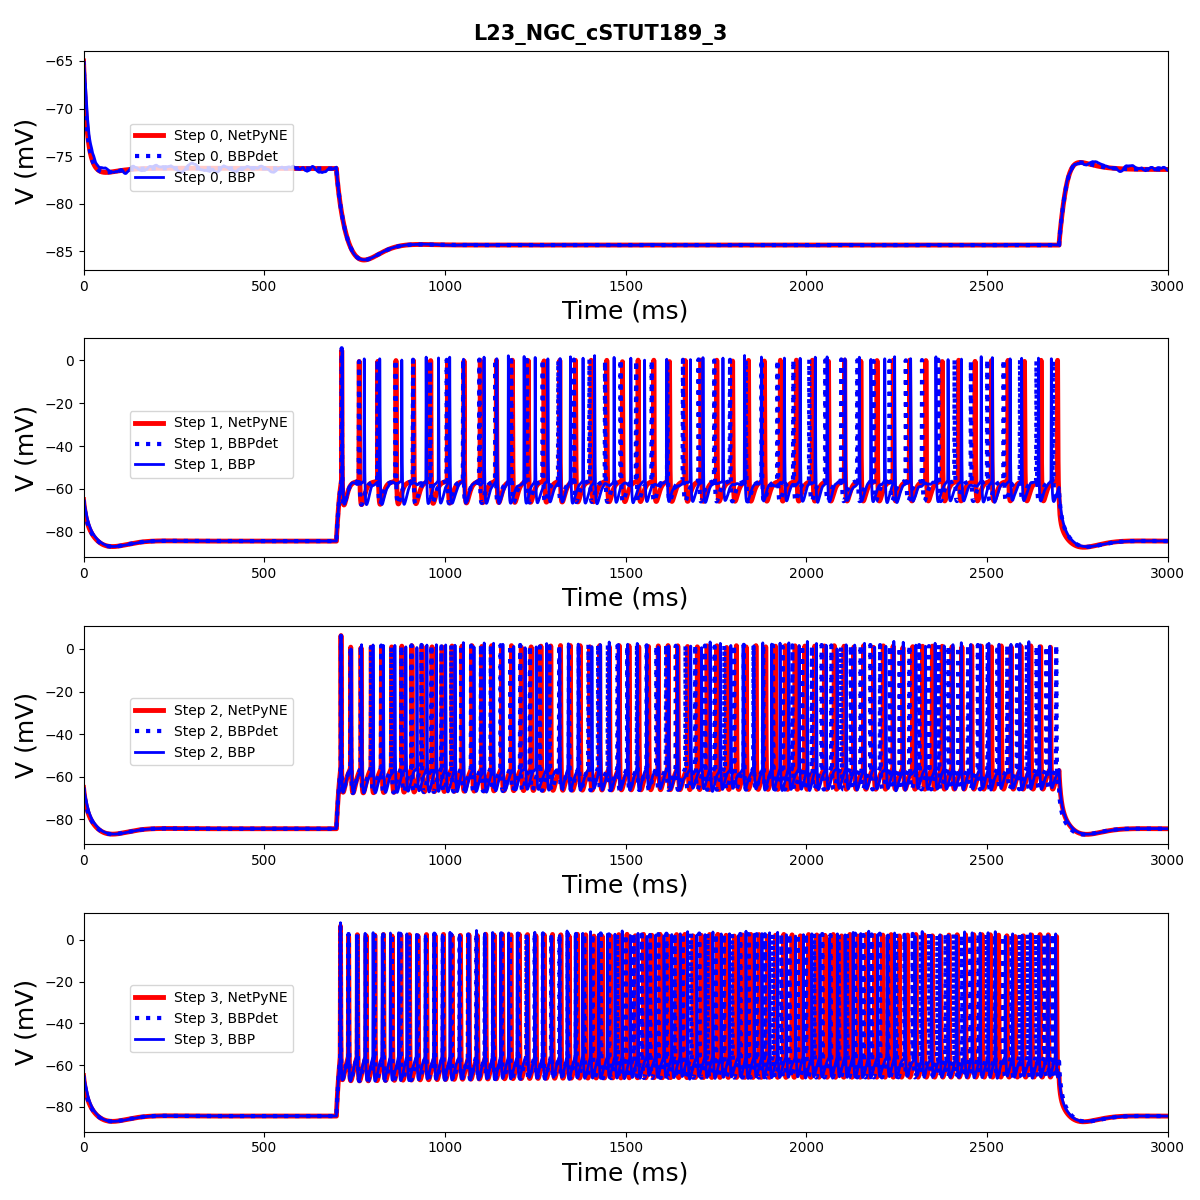 L23_NGC_cSTUT189_3
−65
−70
−75
−80
−85
V (mV)
Step 0, NetPyNE
Step 0, BBPdet
Step 0, BBP
0 500 1000 1500 2000 2500 3000
Time (ms)
0
−20
−40
−60
−80
V (mV)
Step 1, NetPyNE
Step 1, BBPdet
Step 1, BBP
0 500 1000 1500 2000 2500 3000
Time (ms)
0
−20
−40
−60
−80
V (mV)
Step 2, NetPyNE
Step 2, BBPdet
Step 2, BBP
0 500 1000 1500 2000 2500 3000
Time (ms)
0
−20
−40
−60
−80
V (mV)
Step 3, NetPyNE
Step 3, BBPdet
Step 3, BBP
0 500 1000 1500 2000 2500 3000
Time (ms)